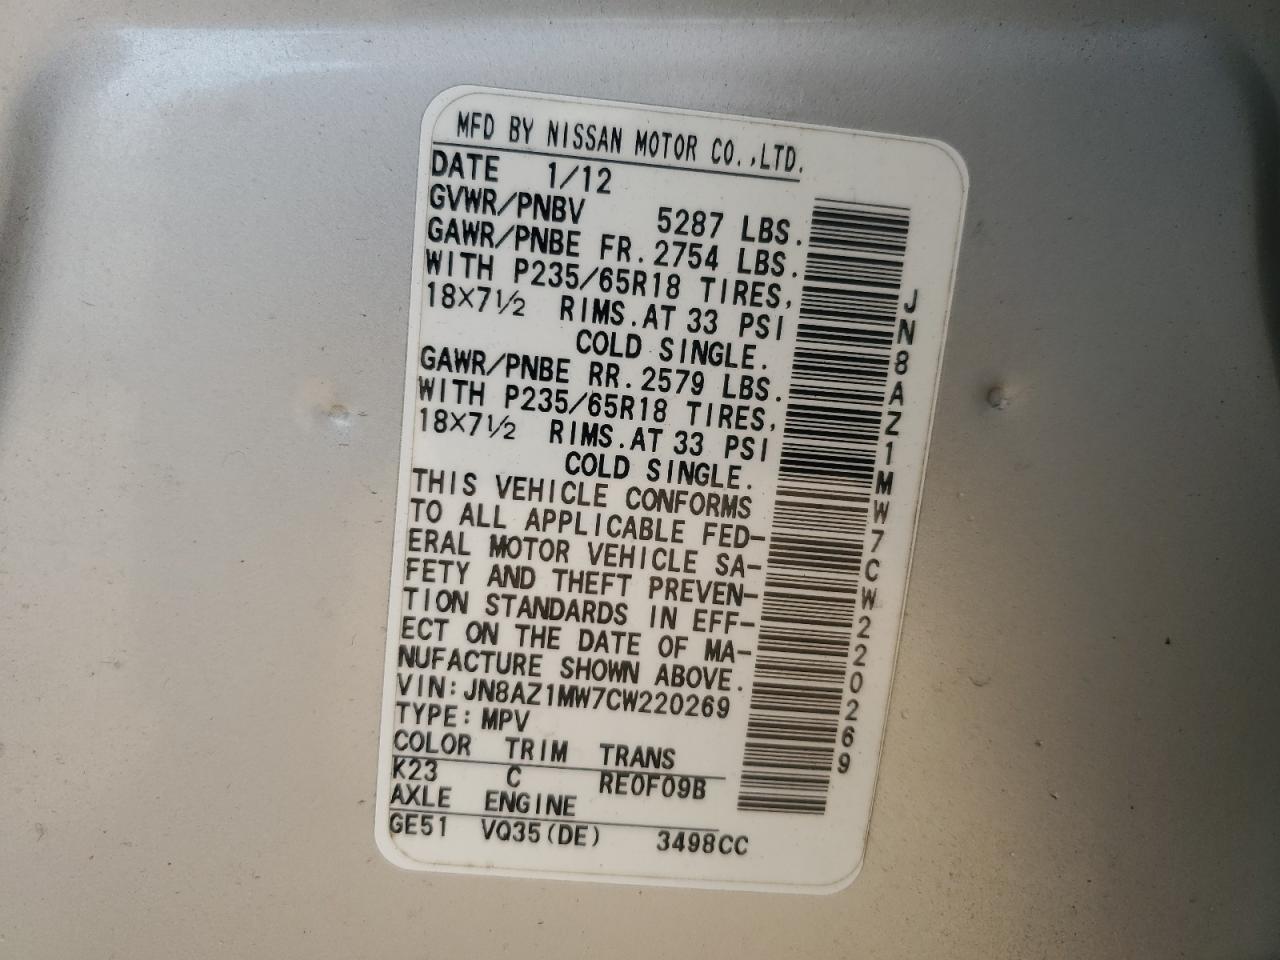 MFD BY NISSAN MOTOR CO.,LTD.
DATE 1/12
GVWR/PNBV 5287 LBS.
GAWR/PNBE FR. 2754 LBS.
WITH P235/65R18 TIRES,
18×7½ RIMS. AT 33 PSI
COLD SINGLE.
GAWR/PNBE RR. 2579 LBS.
WITH P235/65R18 TIRES,
18×7½ RIMS. AT 33 PSI
COLD SINGLE.
THIS VEHICLE CONFORMS
TO ALL APPLICABLE FED-
ERAL MOTOR VEHICLE SA-
FETY AND THEFT PREVEN-
TION STANDARDS IN EFF-
ECT ON THE DATE OF MA-
NUFACTURE SHOWN ABOVE.
VIN: JN8AZ1MW7CW220269
TYPE: MPV
COLOR TRIM TRANS
K23 C RE0F09B
AXLE ENGINE
GE51 VQ35(DE) 3498CC
JN8AZ1MW7CW220269